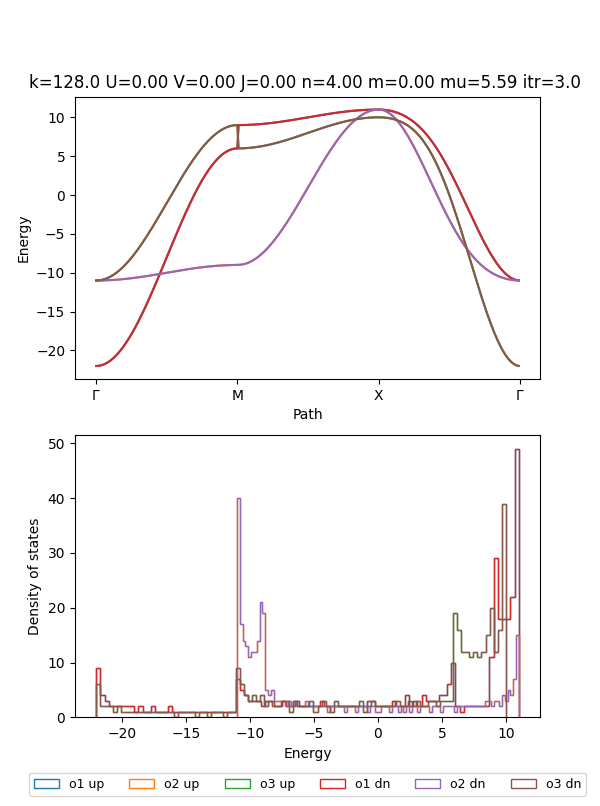 k=128.0 U=0.00 V=0.00 J=0.00 n=4.00 m=0.00 mu=5.59 itr=3.0
10
5
0
−5
−10
−15
−20
Energy
Γ M X Γ
Path
50
40
30
20
10
0
Density of states
−20 −15 −10 −5 0 5 10
Energy
o1 up o2 up o3 up o1 dn o2 dn o3 dn